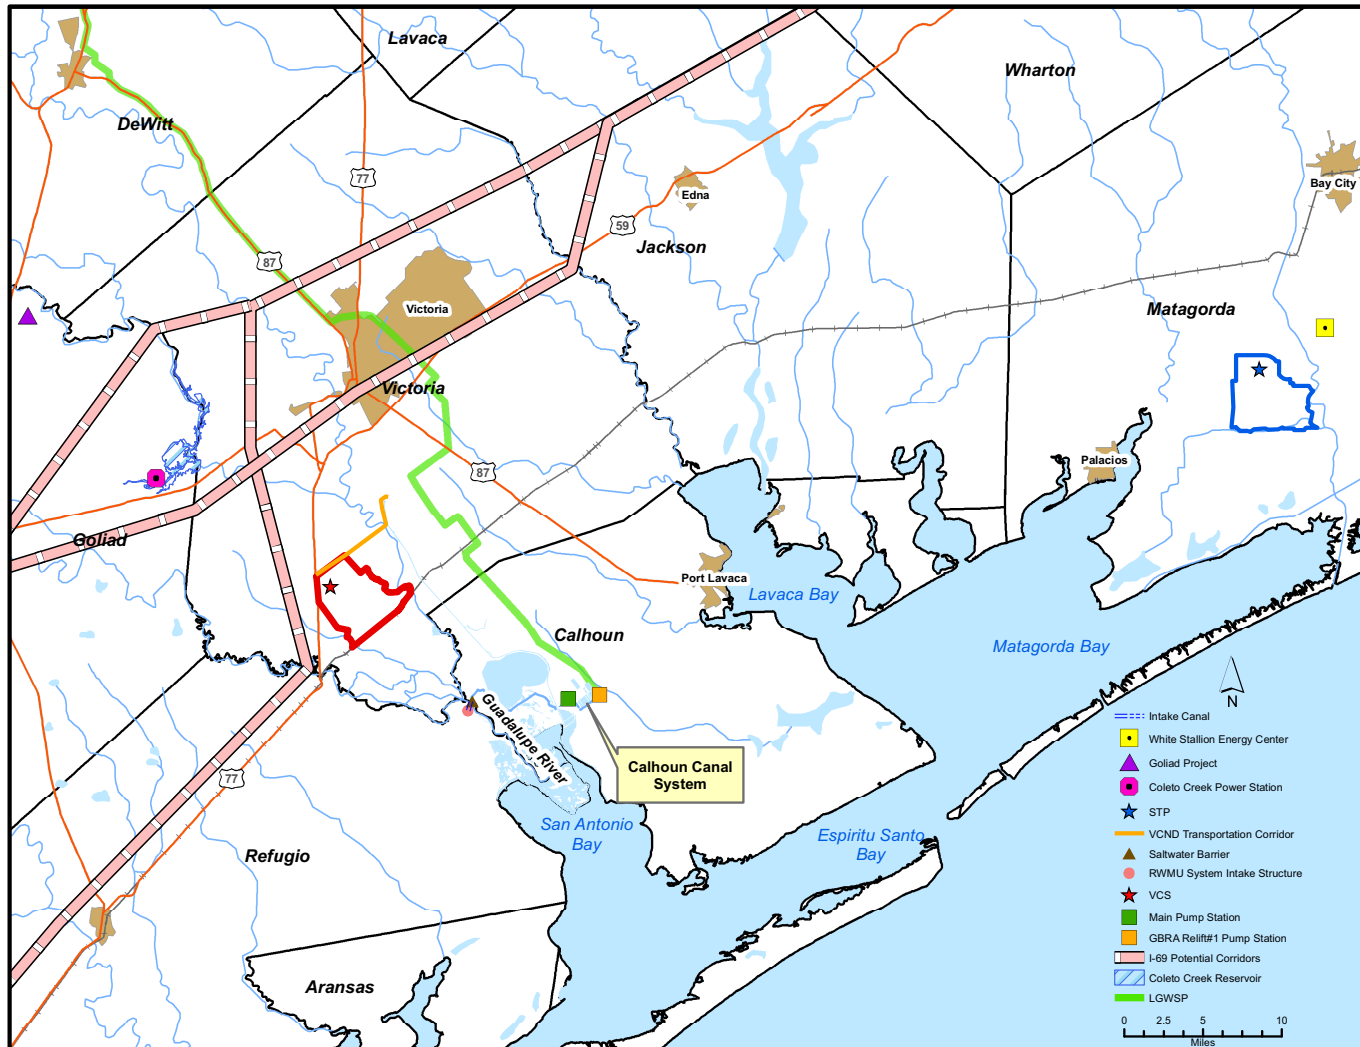 Lavaca
Wharton
DeWitt
77
Bay City
Edna
59
Jackson
87
Victoria
Matagorda
Victoria
Palacios
87
Goliad
Port Lavaca
Lavaca Bay
Calhoun
Matagorda Bay
Guadalupe River
N
Calhoun Canal
System
77
San Antonio
Bay
Espiritu Santo
Bay
Refugio
Aransas
Intake Canal
White Stallion Energy Center
Goliad Project
Coleto Creek Power Station
STP
VCND Transportation Corridor
Saltwater Barrier
RWMU System Intake Structure
VCS
Main Pump Station
GBRA Relift#1 Pump Station
I-69 Potential Corridors
Coleto Creek Reservoir
LGWSP
0 2.5 5 10
Miles